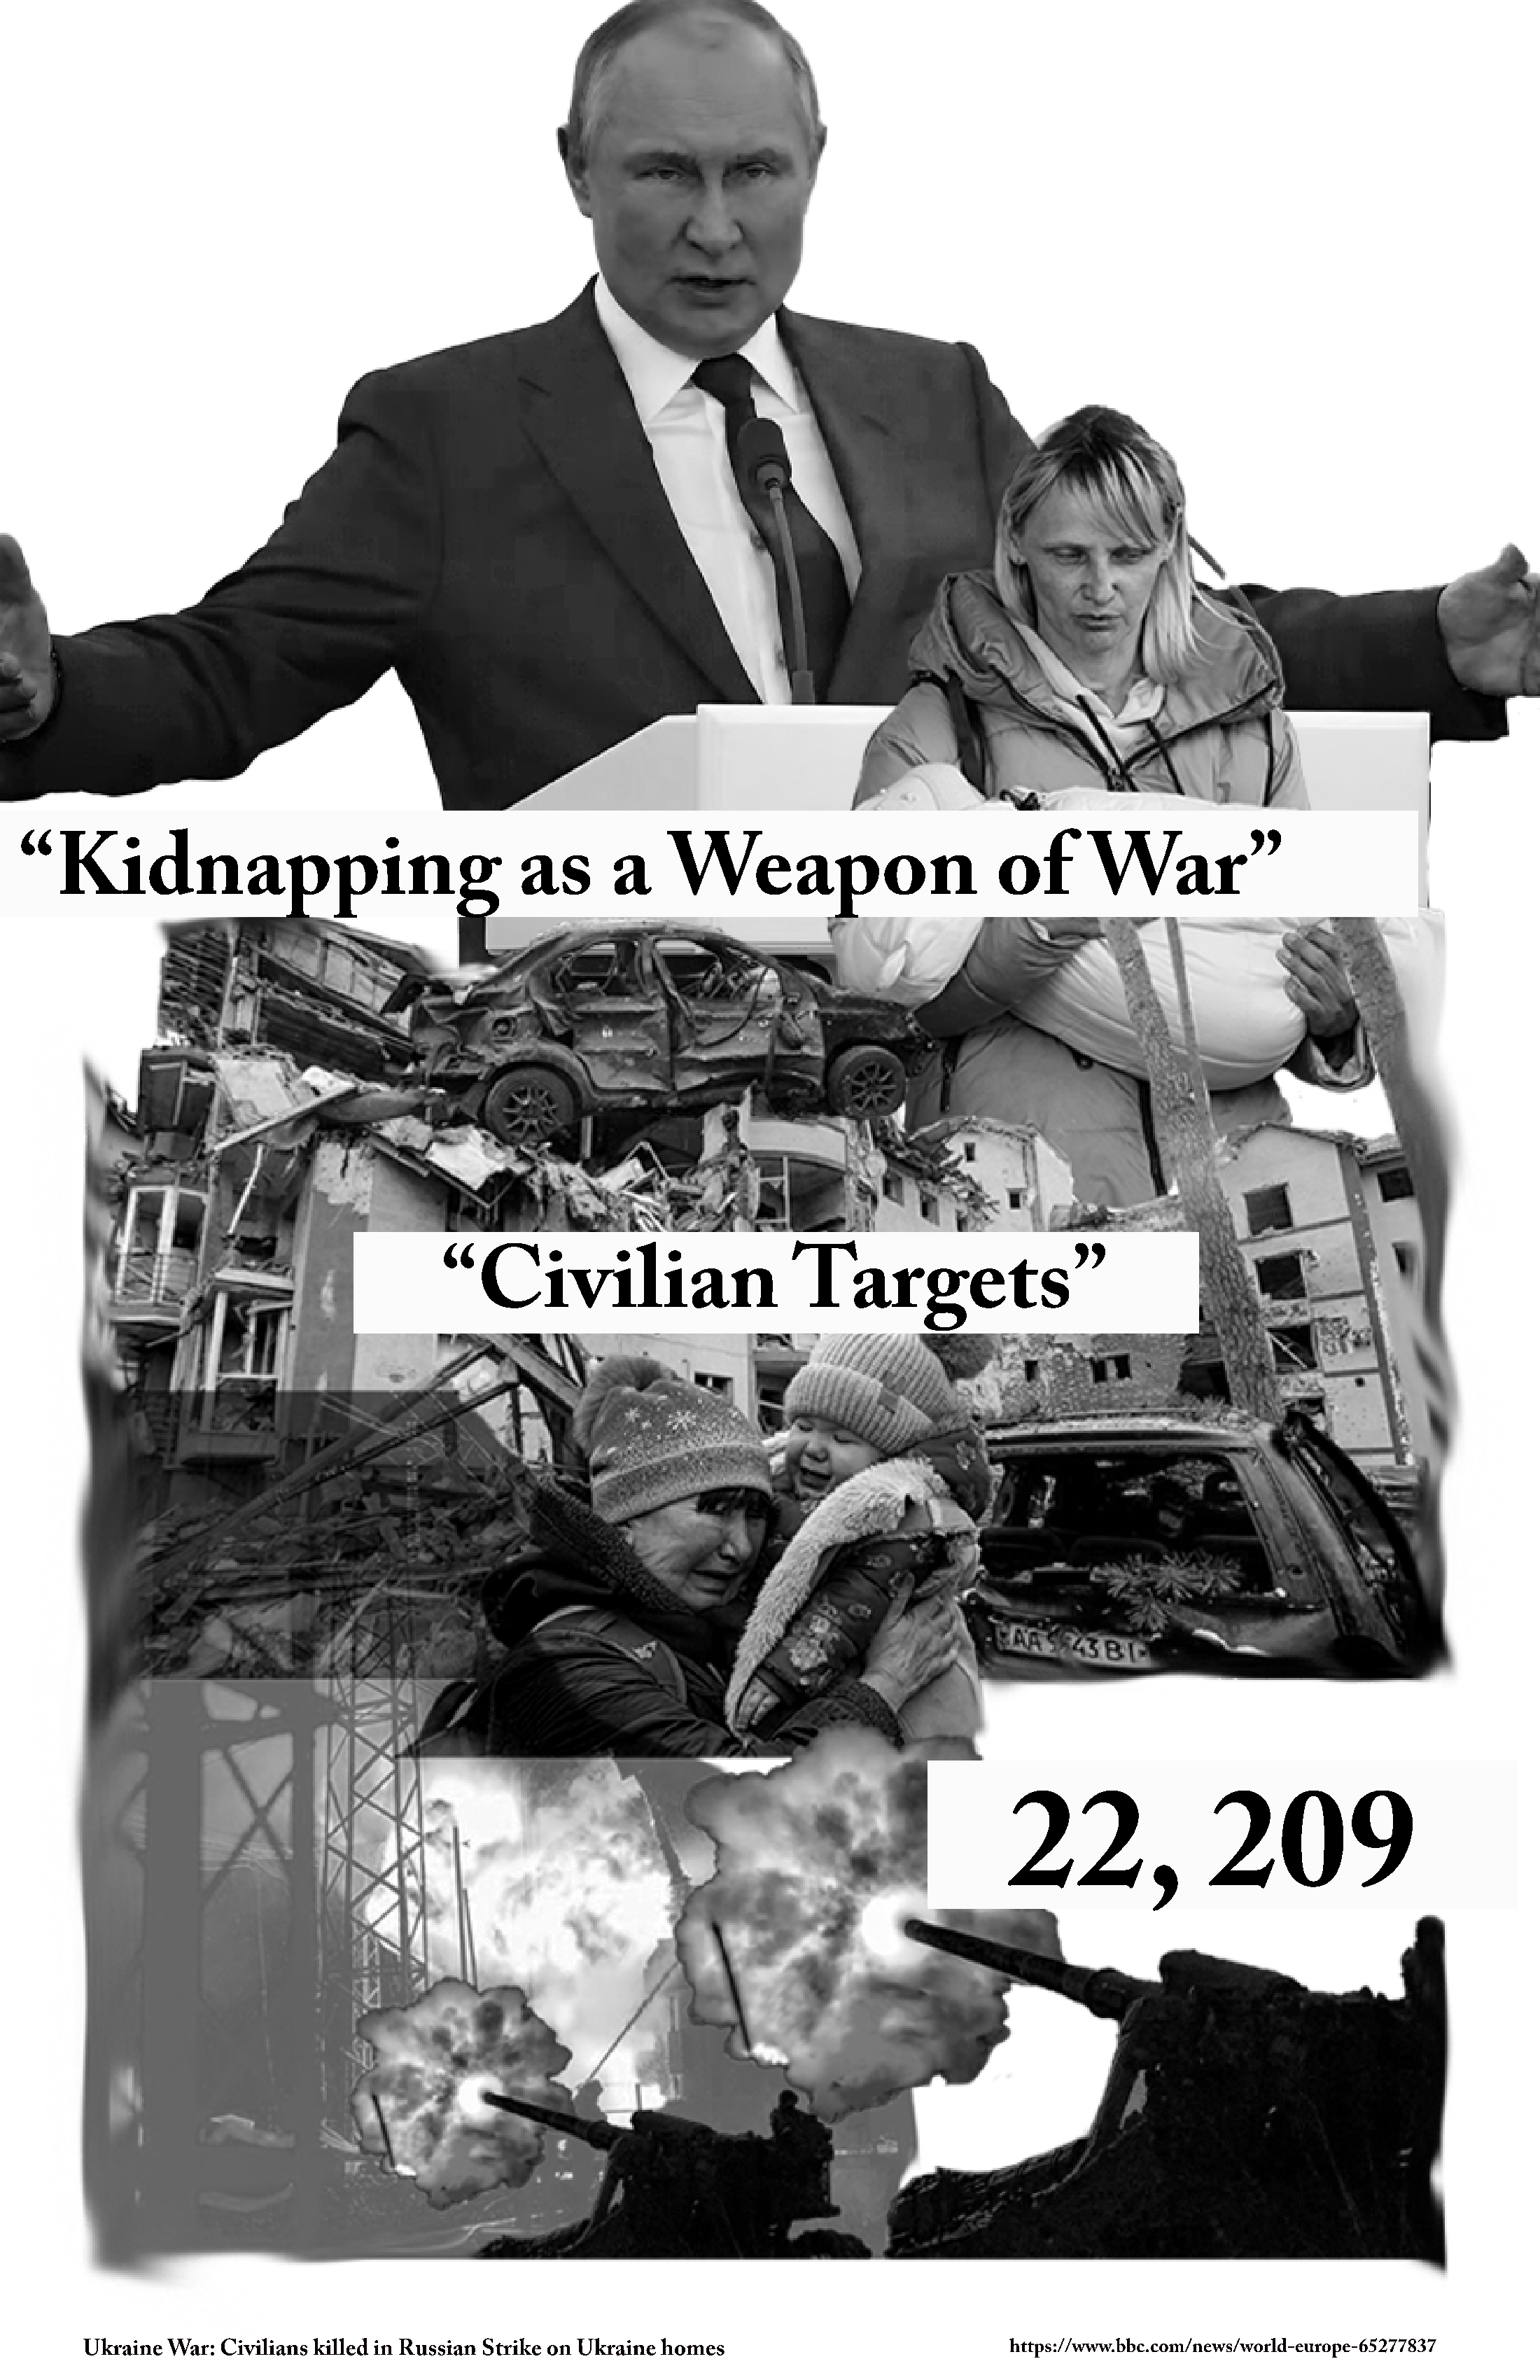 “Kidnapping as a Weapon of War”
“Civilian Targets”
22, 209
Ukraine War: Civilians killed in Russian Strike on Ukraine homes
https://www.bbc.com/news/world-europe-65277837